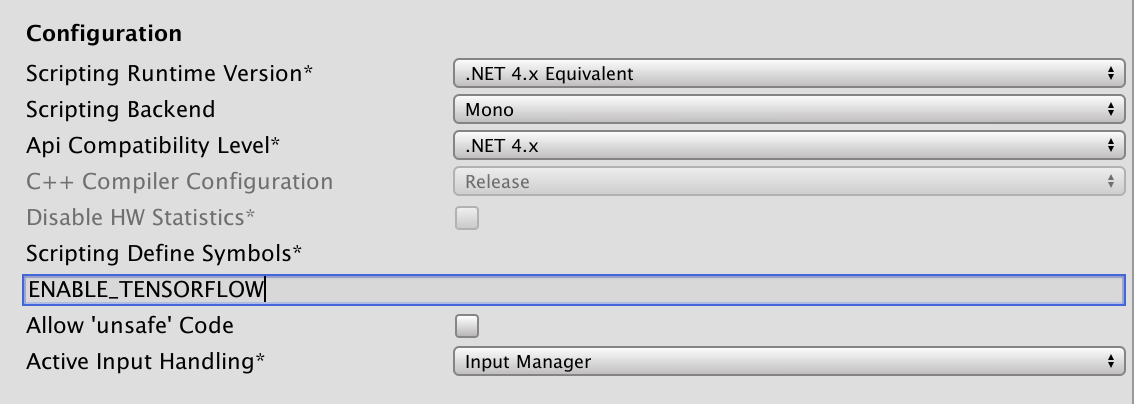 Configuration
Scripting Runtime Version* .NET 4.x Equivalent
Scripting Backend Mono
Api Compatibility Level* .NET 4.x
C++ Compiler Configuration Release
Disable HW Statistics*
Scripting Define Symbols*
ENABLE_TENSORFLOW
Allow 'unsafe' Code
Active Input Handling* Input Manager